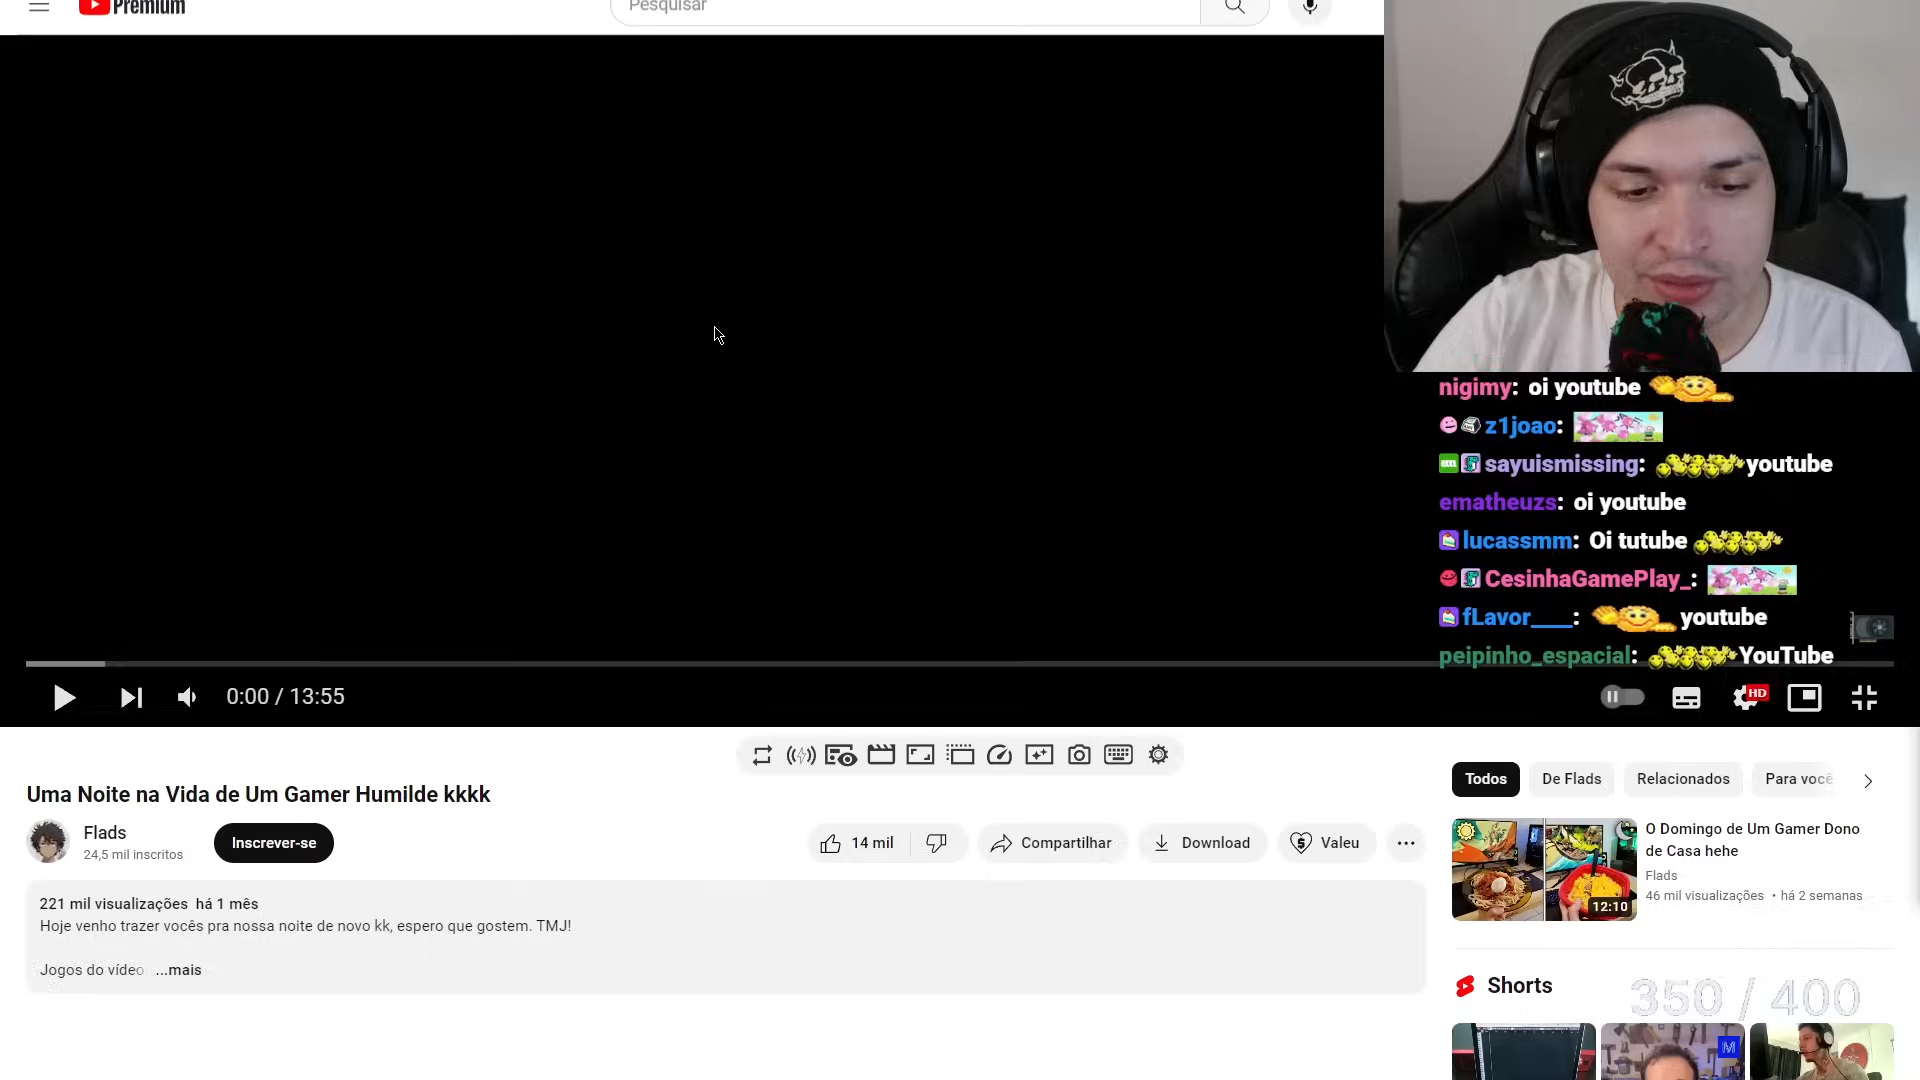 Premium
Pesquisar
nigimy: oi youtube
z1joao:
sayuismissing: youtube
ematheuzs: oi youtube
lucassmm: Oi tutube
CesinhaGamePlay_:
fLavor____: youtube
peipinho_espacial: YouTube
0:00 / 13:55
HD
Uma Noite na Vida de Um Gamer Humilde kkkk
Flads
24,5 mil inscritos
Inscrever-se
14 mil
Compartilhar
Download
Valeu
221 mil visualizações há 1 mês
Hoje venho trazer vocês pra nossa noite de novo kk, espero que gostem. TMJ!
Jogos do vídeo ...mais
Todos
De Flads
Relacionados
Para você
12:10
O Domingo de Um Gamer Dono
de Casa hehe
Flads
46 mil visualizações • há 2 semanas
Shorts
350 / 400
M